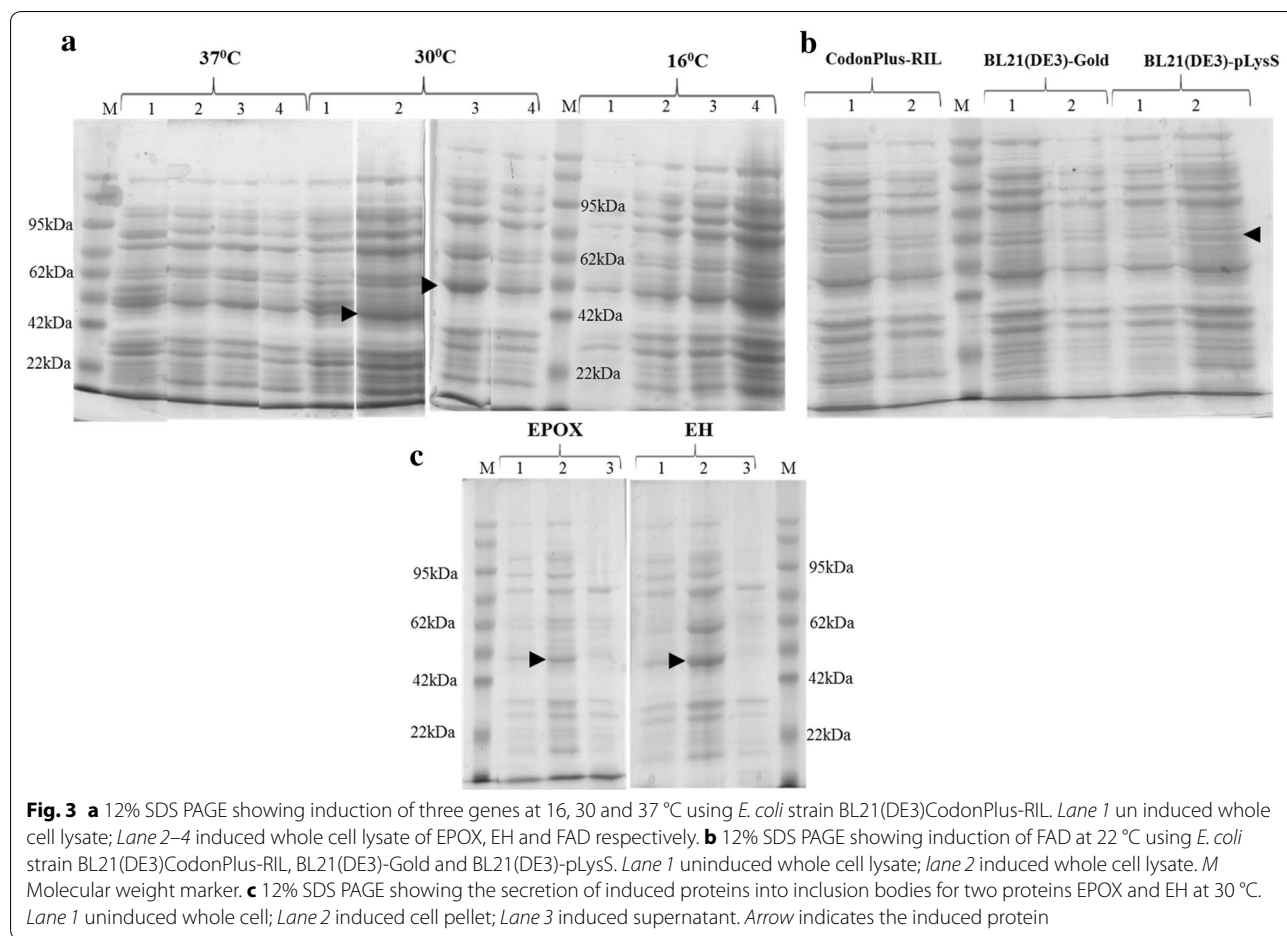 a
37⁰C 30⁰C 16⁰C
M 1 2 3 4 1 2 3 4 M 1 2 3 4
95kDa
62kDa
42kDa
22kDa
95kDa
62kDa
42kDa
22kDa
b
CodonPlus-RIL BL21(DE3)-Gold BL21(DE3)-pLysS
1 2 M 1 2 1 2
c
EPOX EH
M 1 2 3 1 2 3 M
95kDa
62kDa
42kDa
22kDa
95kDa
62kDa
42kDa
22kDa
Fig. 3 a 12% SDS PAGE showing induction of three genes at 16, 30 and 37 °C using E. coli strain BL21(DE3)CodonPlus-RIL. Lane 1 un induced whole
cell lysate; Lane 2–4 induced whole cell lysate of EPOX, EH and FAD respectively. b 12% SDS PAGE showing induction of FAD at 22 °C using E. coli
strain BL21(DE3)CodonPlus-RIL, BL21(DE3)-Gold and BL21(DE3)-pLysS. Lane 1 uninduced whole cell lysate; lane 2 induced whole cell lysate. M
Molecular weight marker. c 12% SDS PAGE showing the secretion of induced proteins into inclusion bodies for two proteins EPOX and EH at 30 °C.
Lane 1 uninduced whole cell; Lane 2 induced cell pellet; Lane 3 induced supernatant. Arrow indicates the induced protein